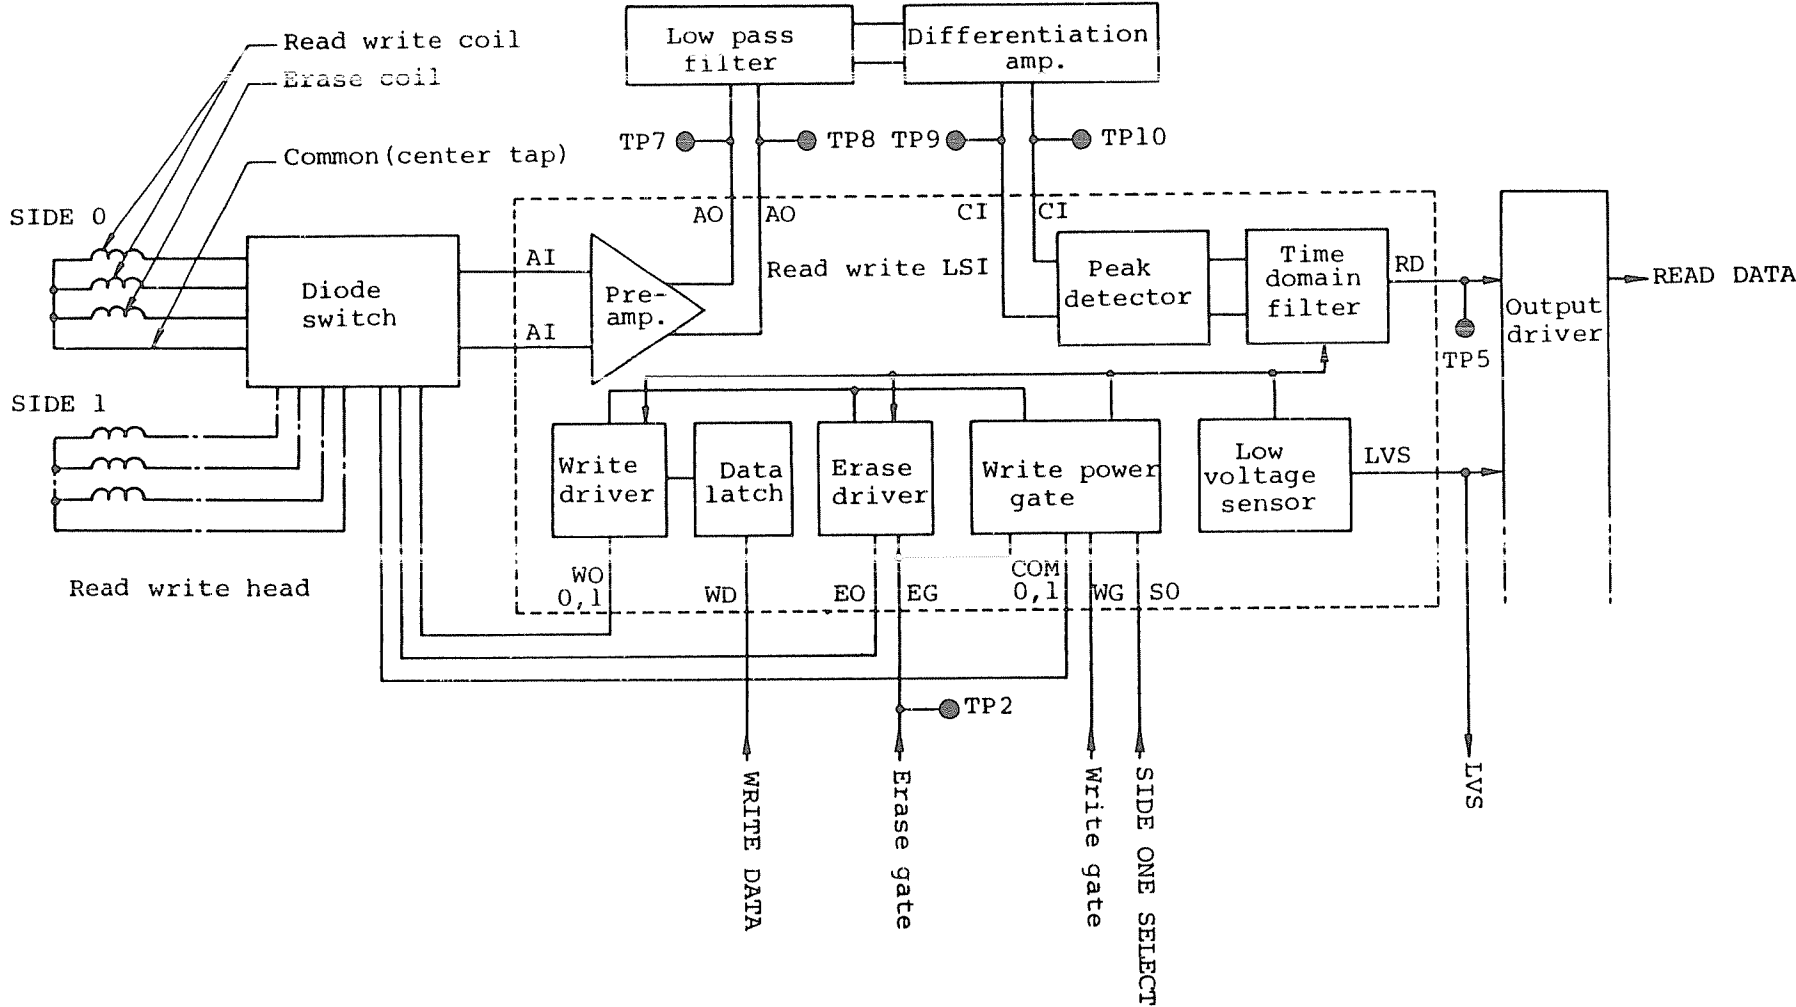 Read write coil
Erase coil
Common(center tap)
Low pass
filter
Differentiation
amp.
TP7
TP8
TP9
TP10
SIDE 0
AO
AO
CI
CI
AI
AI
Diode
switch
Pre-
amp.
Read write LSI
Peak
detector
Time
domain
filter
RD
READ DATA
Output
driver
TP5
SIDE 1
Write
driver
Data
latch
Erase
driver
Write power
gate
Low
voltage
sensor
LVS
Read write head
WO
0,1
WD
EO
EG
COM
0,1
WG
SO
TP2
WRITE DATA
Erase gate
Write gate
SIDE ONE SELECT
LVS